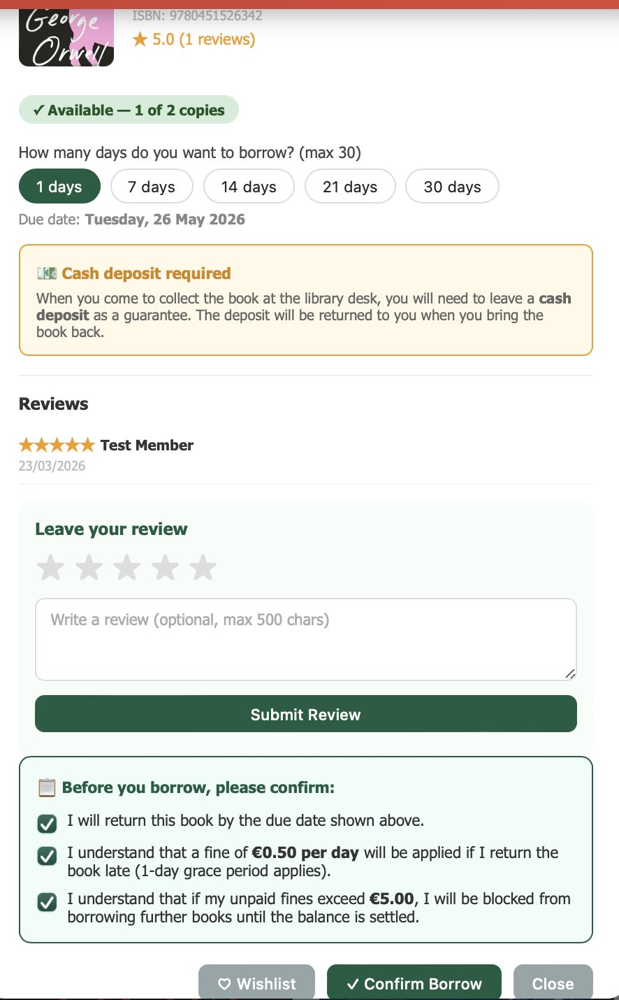 George
Orwell
ISBN: 9780451526342
★ 5.0 (1 reviews)
✓ Available — 1 of 2 copies
How many days do you want to borrow? (max 30)
1 days
7 days
14 days
21 days
30 days
Due date: Tuesday, 26 May 2026
💶 Cash deposit required
When you come to collect the book at the library desk, you will need to leave a cash
deposit as a guarantee. The deposit will be returned to you when you bring the
book back.
Reviews
★★★★★ Test Member
23/03/2026
Leave your review
★ ★ ★ ★ ★
Write a review (optional, max 500 chars)
Submit Review
📋 Before you borrow, please confirm:
I will return this book by the due date shown above.
I understand that a fine of €0.50 per day will be applied if I return the
book late (1-day grace period applies).
I understand that if my unpaid fines exceed €5.00, I will be blocked from
borrowing further books until the balance is settled.
♡ Wishlist
✓ Confirm Borrow
Close